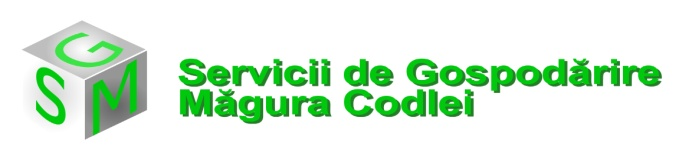 G
S M
Servicii de Gospodărire
Măgura Codlei